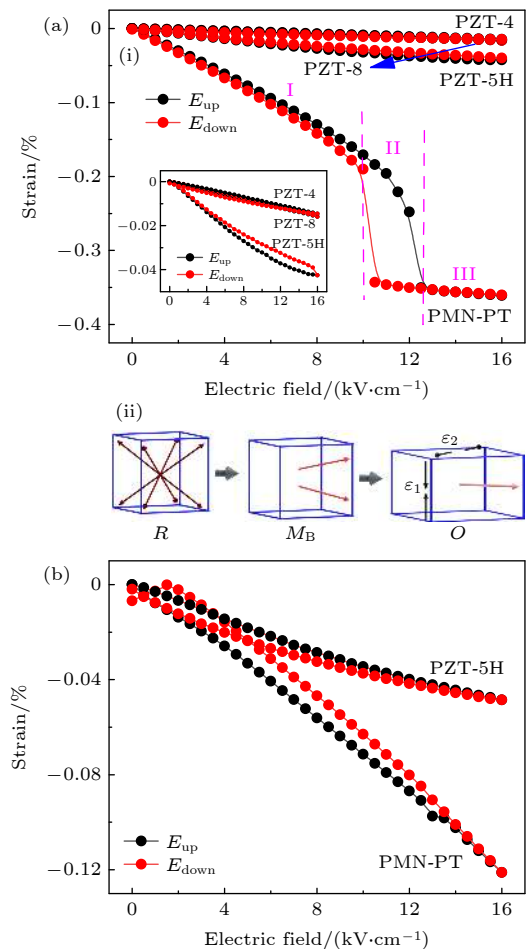 (a)
(i)
0
−0.1
−0.2
−0.3
−0.4
Strain/%
PZT-4
PZT-8
PZT-5H
I
II
III
PMN-PT
E_up
E_down
0
−0.02
−0.04
PZT-4
PZT-8
PZT-5H
E_up
E_down
0 4 8 12 16
0 4 8 12 16
Electric field/(kV·cm⁻¹)
(ii)
ε₂
ε₁
R
M_B
O
(b)
0
−0.04
−0.08
−0.12
Strain/%
PZT-5H
PMN-PT
E_up
E_down
0 4 8 12 16
Electric field/(kV·cm⁻¹)